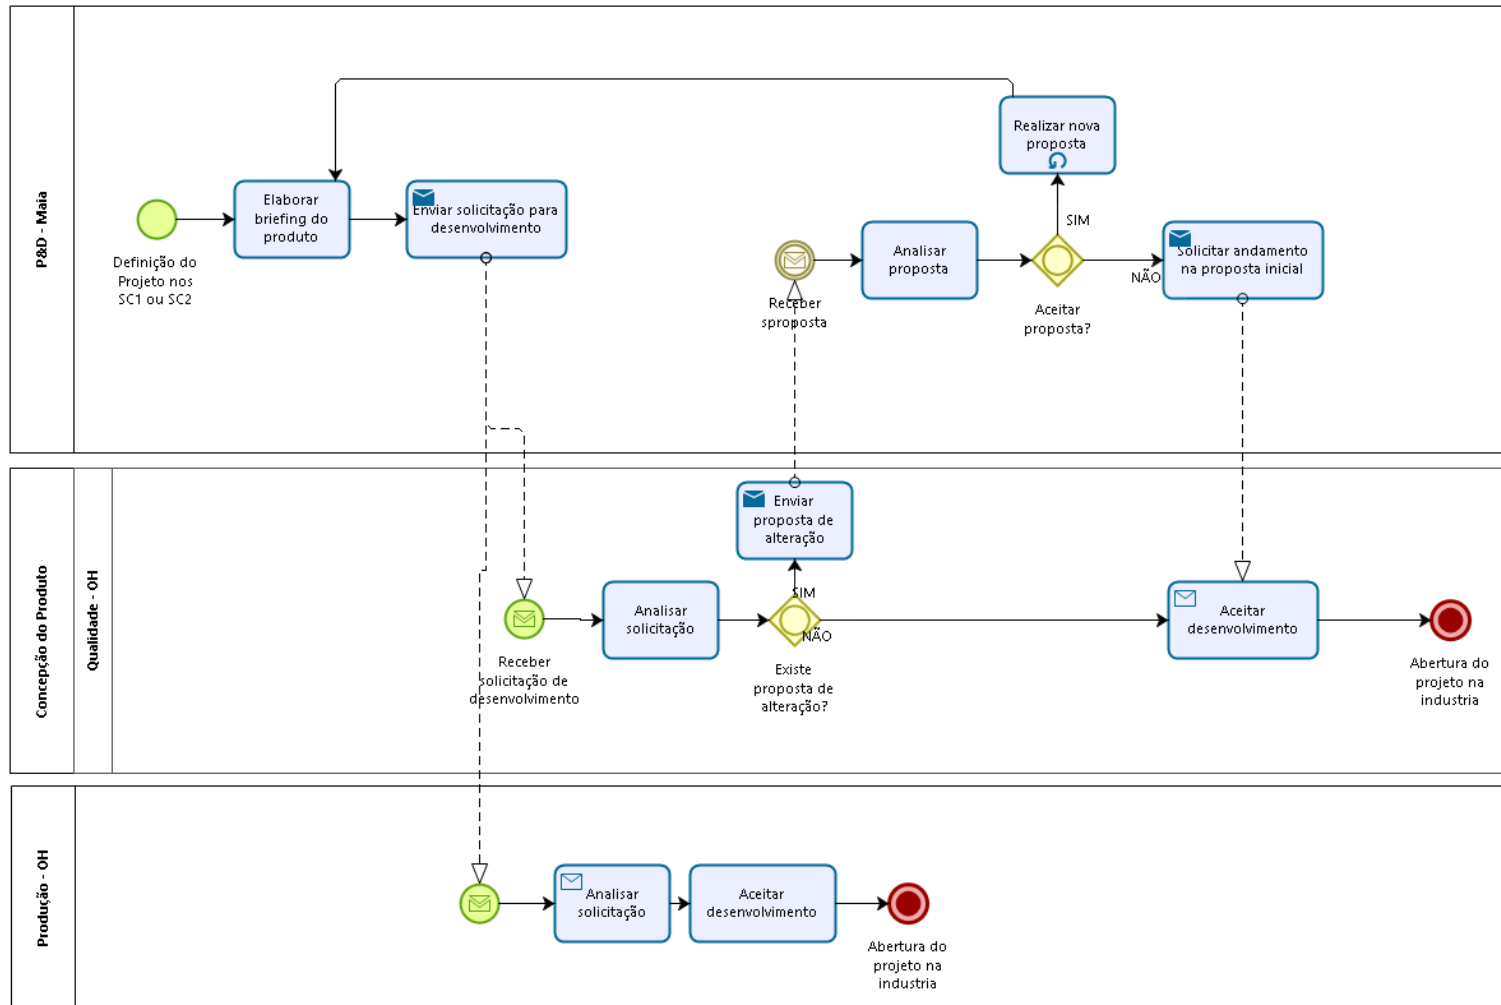 P&D - Maia
Definição do
Projeto nos
SC1 ou SC2
Elaborar
briefing do
produto
Enviar solicitação para
desenvolvimento
Receber
sproposta
Analisar
proposta
Aceitar
proposta?
SIM
NÃO
Realizar nova
proposta
Solicitar andamento
na proposta inicial
Concepção do Produto
Qualidade - OH
Receber
solicitação de
desenvolvimento
Analisar
solicitação
Existe
proposta de
alteração?
SIM
NÃO
Enviar
proposta de
alteração
Aceitar
desenvolvimento
Abertura do
projeto na
industria
Produção - OH
Analisar
solicitação
Aceitar
desenvolvimento
Abertura do
projeto na
industria